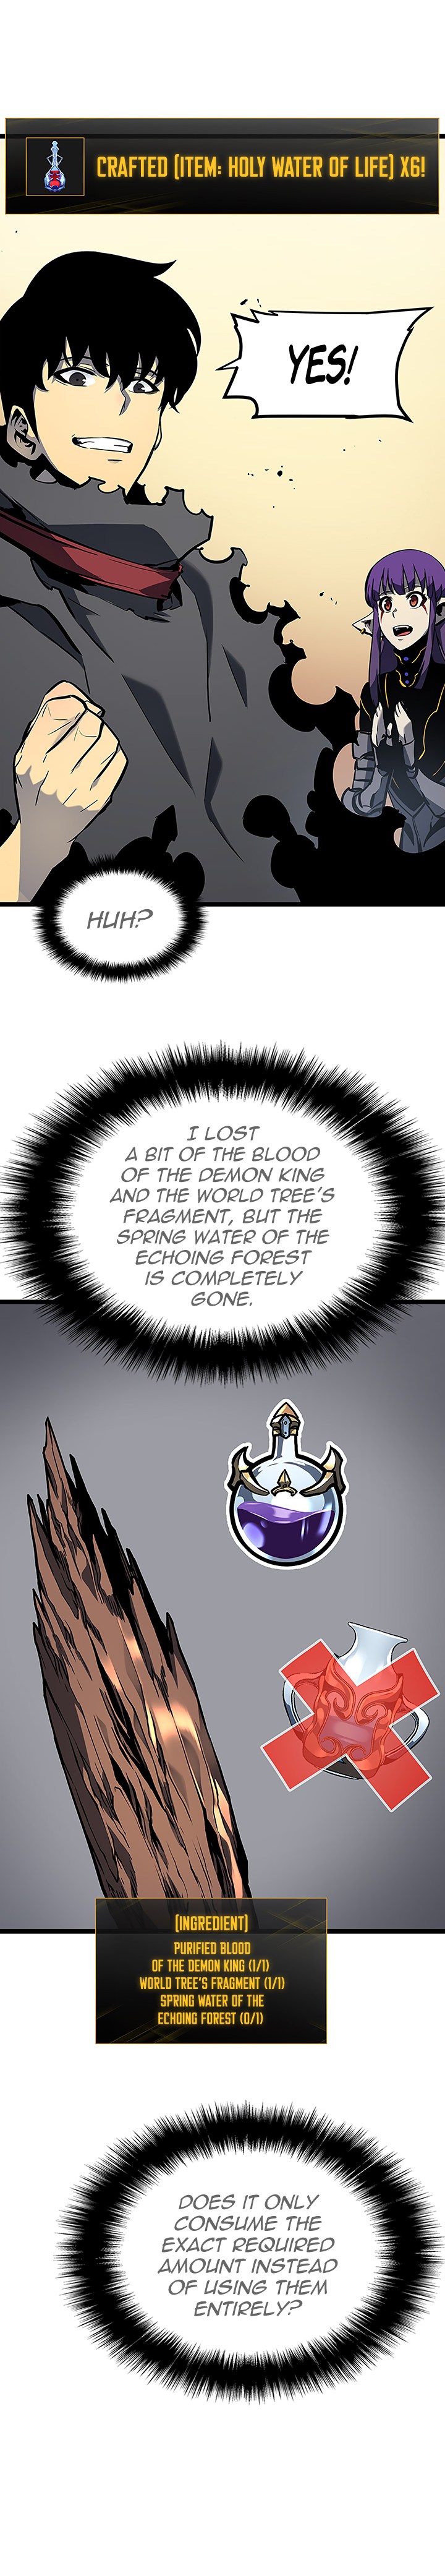 CRAFTED [ITEM: HOLY WATER OF LIFE] X6!
YES!
HUH?
I LOST
A BIT OF THE BLOOD
OF THE DEMON KING
AND THE WORLD TREE'S
FRAGMENT, BUT THE
SPRING WATER OF THE
ECHOING FOREST
IS COMPLETELY
GONE.
[INGREDIENT]
PURIFIED BLOOD
OF THE DEMON KING (1/1)
WORLD TREE'S FRAGMENT (1/1)
SPRING WATER OF THE
ECHOING FOREST (0/1)
DOES IT ONLY
CONSUME THE
EXACT REQUIRED
AMOUNT INSTEAD
OF USING THEM
ENTIRELY?